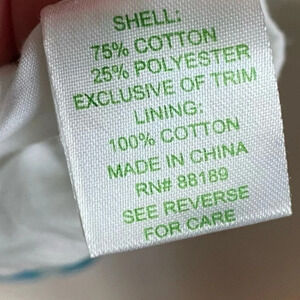 SHELL:
75% COTTON
25% POLYESTER
EXCLUSIVE OF TRIM
LINING:
100% COTTON
MADE IN CHINA
RN# 88189
SEE REVERSE
FOR CARE